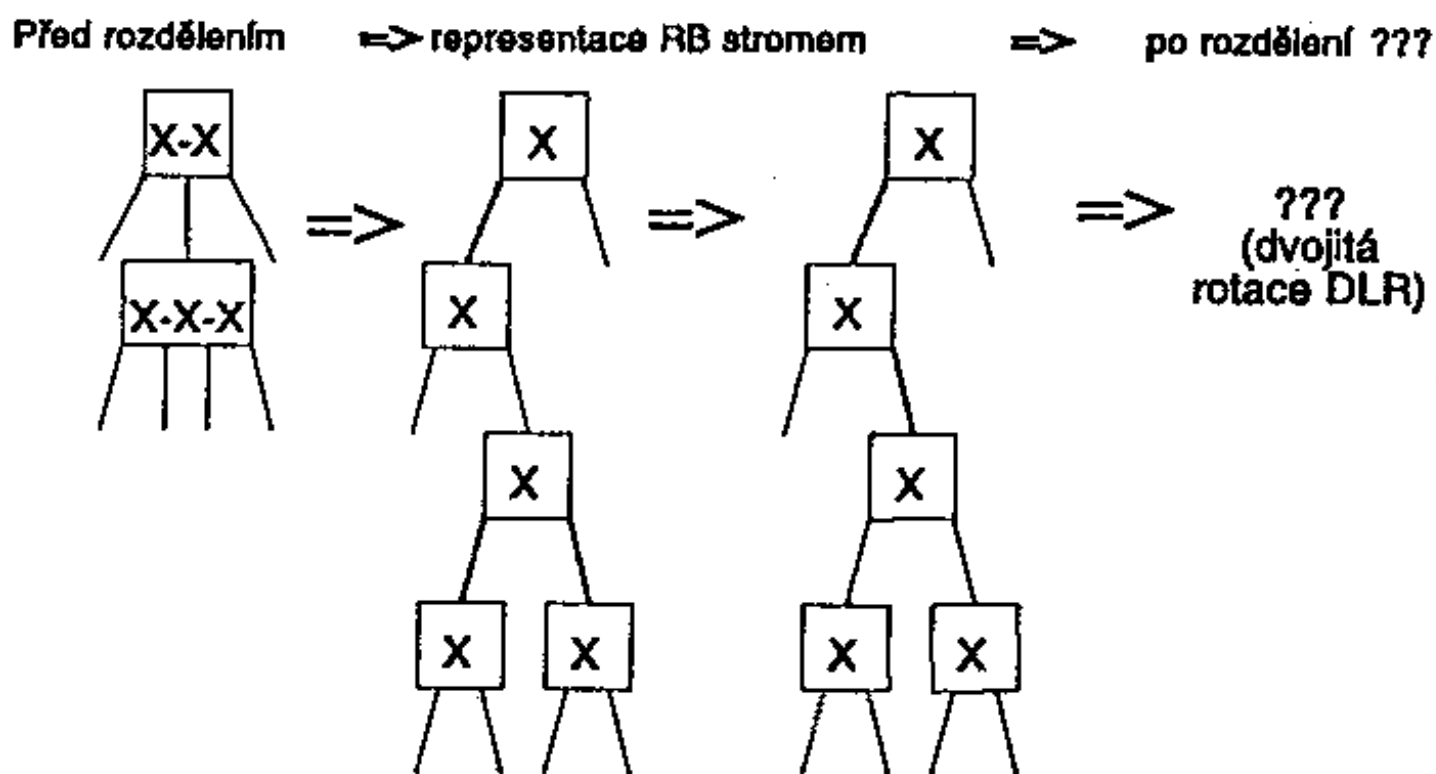 Před rozdělením => representace RB stromem => po rozdělení ???
X-X => X => X => ???
(dvojitá
rotace DLR)
X-X-X X X
X X
X X X X